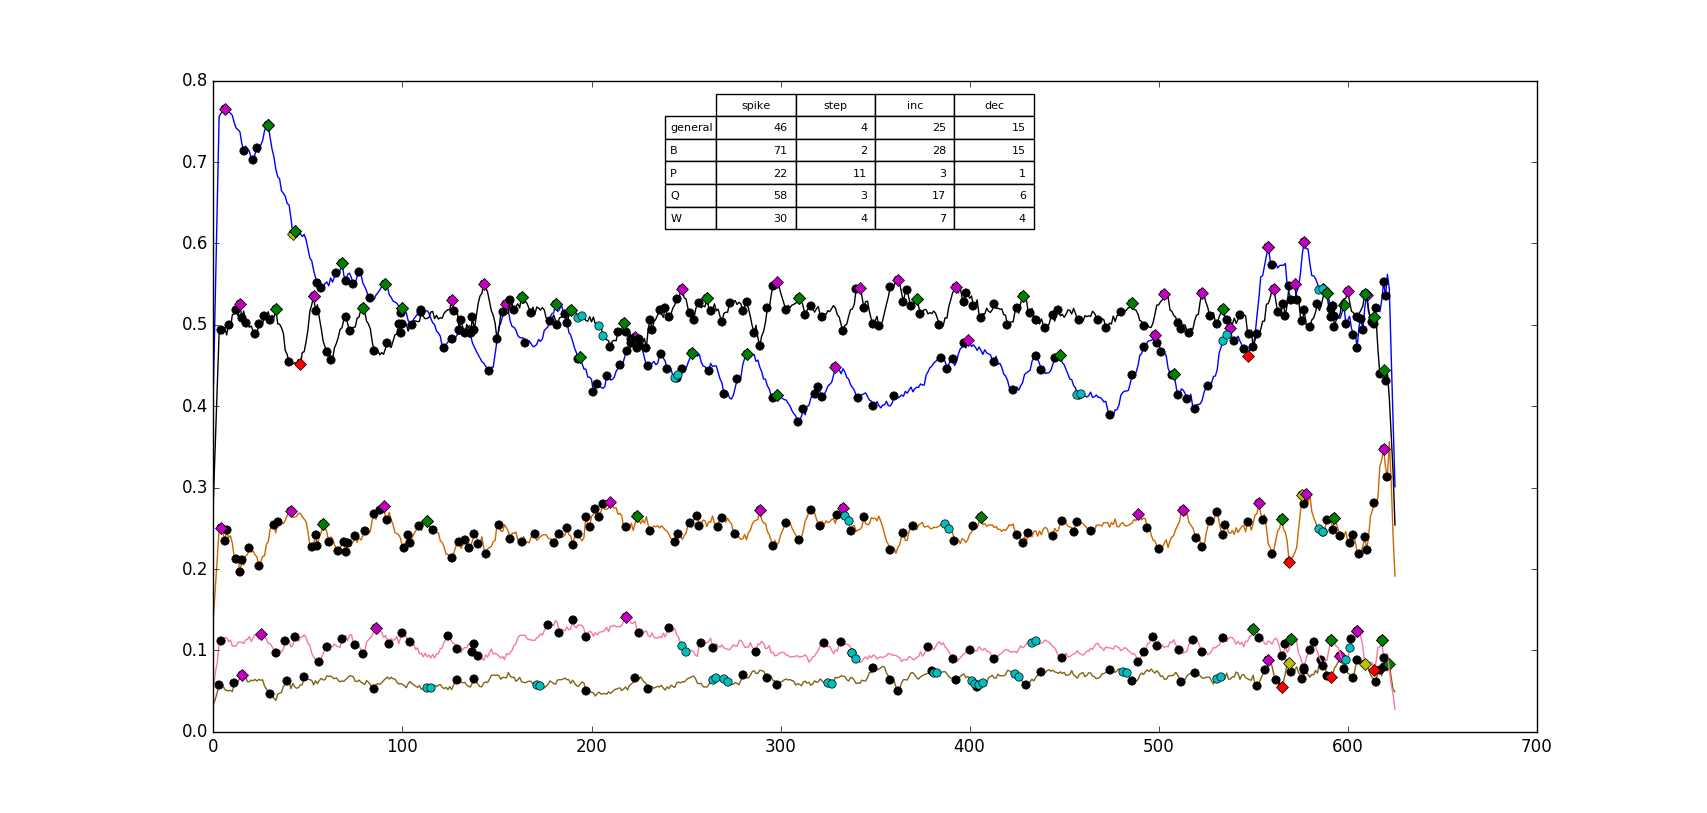 0.8
spike step inc dec
general 46 4 25 15
B 71 2 28 15
P 22 11 3 1
Q 58 3 17 6
W 30 4 7 4
0.7
0.6
0.5
0.4
0.3
0.2
0.1
0.0
0 100 200 300 400 500 600 700